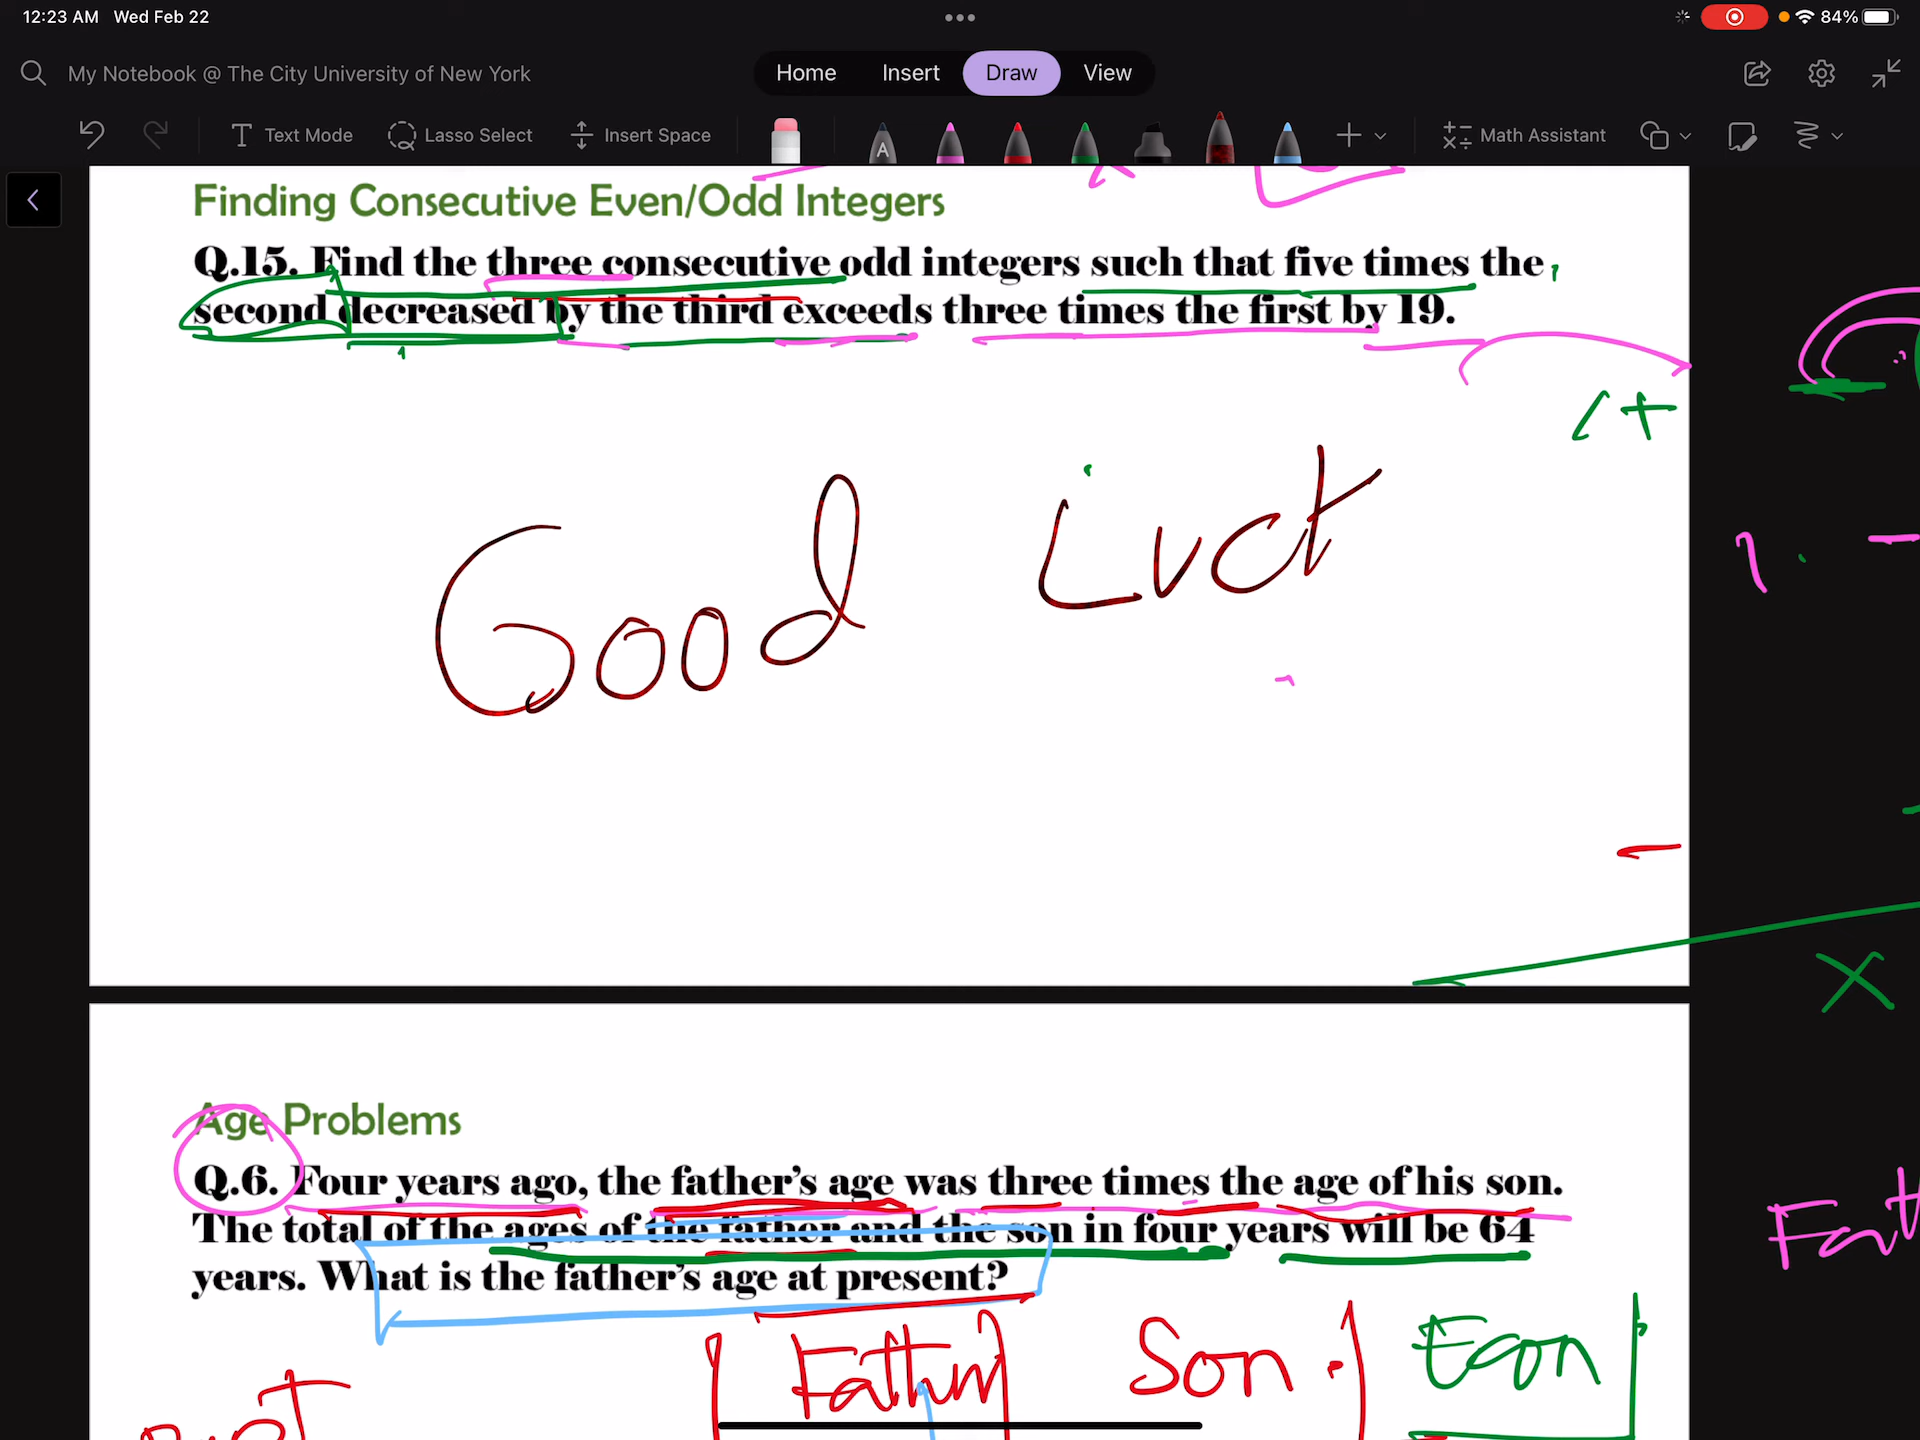 12:23 AM Wed Feb 22
84%
My Notebook @ The City University of New York
Home Insert Draw View
Text Mode Lasso Select Insert Space
A
Math Assistant
Finding Consecutive Even/Odd Integers
Q.15. Find the three consecutive odd integers such that five times the
second decreased by the third exceeds three times the first by 19.
(+
Good Luck
1. -
x
Age Problems
Q.6. Four years ago, the father's age was three times the age of his son.
The total of the ages of the father and the son in four years will be 64
years. What is the father's age at present?
Fat
Son